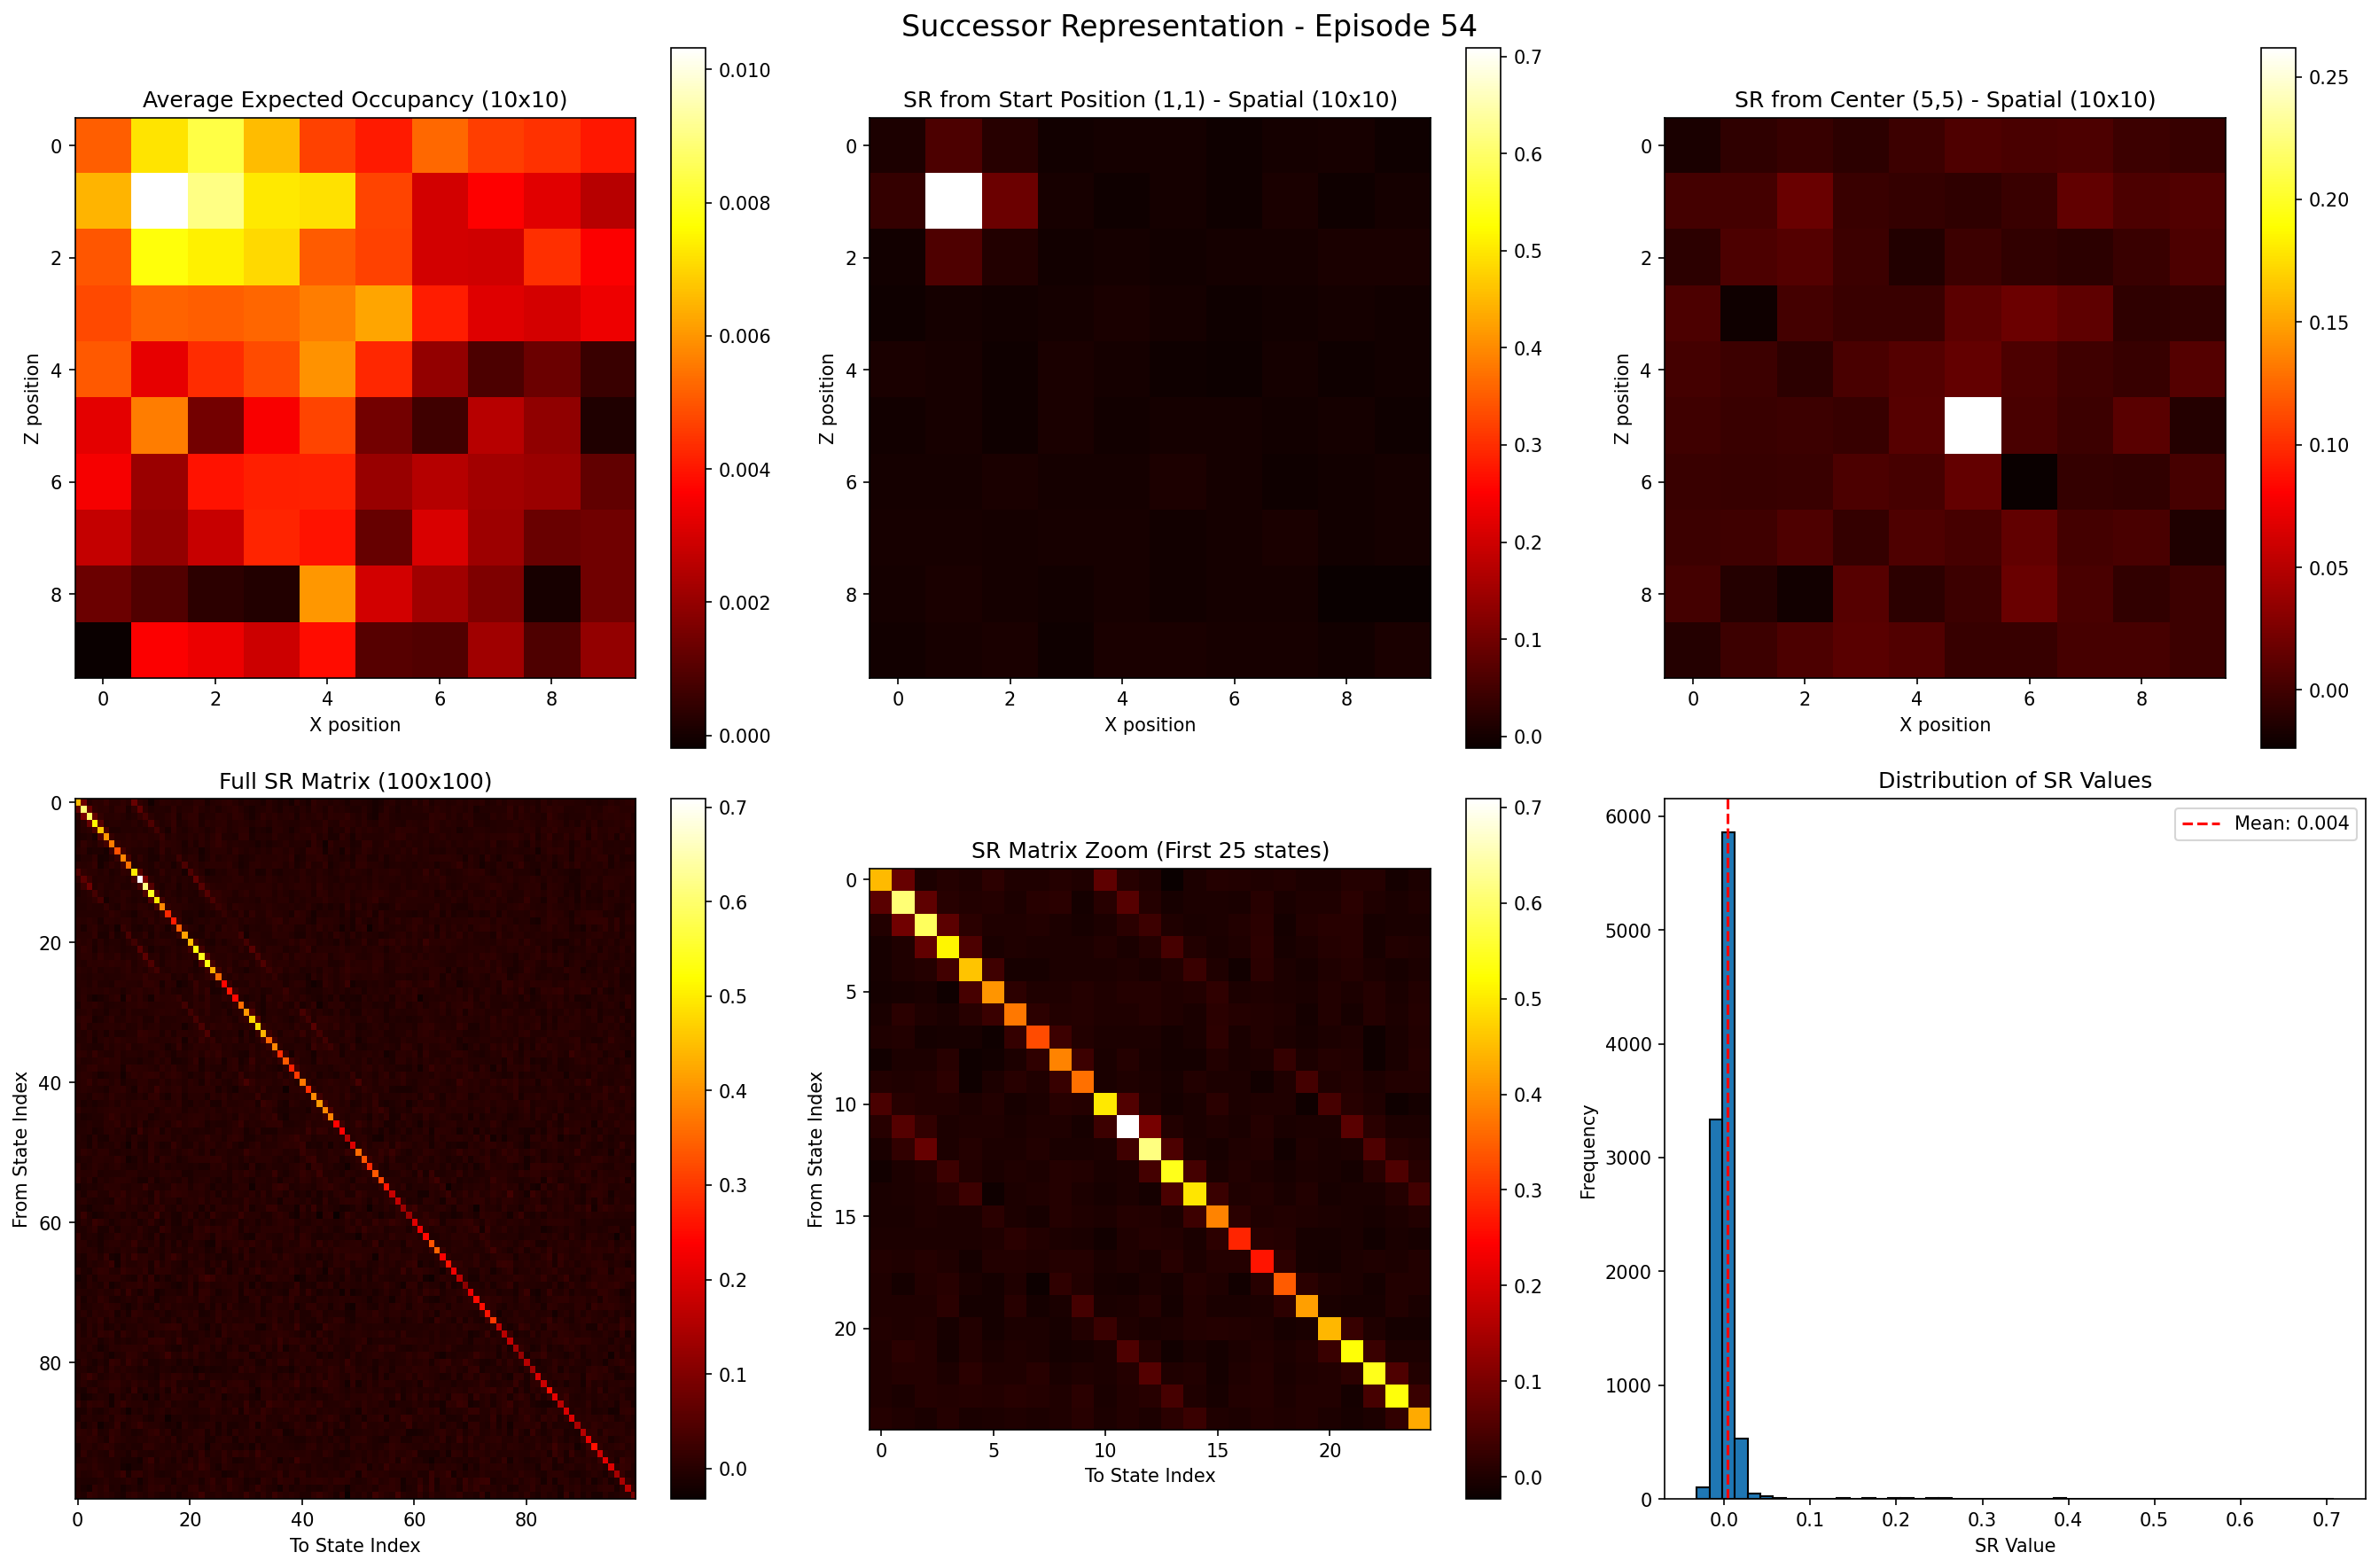 Successor Representation - Episode 54
Average Expected Occupancy (10x10)
0
2
4
6
8
Z position
0 2 4 6 8
X position
0.010
0.008
0.006
0.004
0.002
0.000
SR from Start Position (1,1) - Spatial (10x10)
0
2
4
6
8
Z position
0 2 4 6 8
X position
0.7
0.6
0.5
0.4
0.3
0.2
0.1
0.0
SR from Center (5,5) - Spatial (10x10)
0
2
4
6
8
Z position
0 2 4 6 8
X position
0.25
0.20
0.15
0.10
0.05
0.00
Full SR Matrix (100x100)
0
20
40
60
80
From State Index
0 20 40 60 80
To State Index
0.7
0.6
0.5
0.4
0.3
0.2
0.1
0.0
SR Matrix Zoom (First 25 states)
0
5
10
15
20
From State Index
0 5 10 15 20
To State Index
0.7
0.6
0.5
0.4
0.3
0.2
0.1
0.0
Distribution of SR Values
Mean: 0.004
6000
5000
4000
3000
2000
1000
0
Frequency
0.0 0.1 0.2 0.3 0.4 0.5 0.6 0.7
SR Value